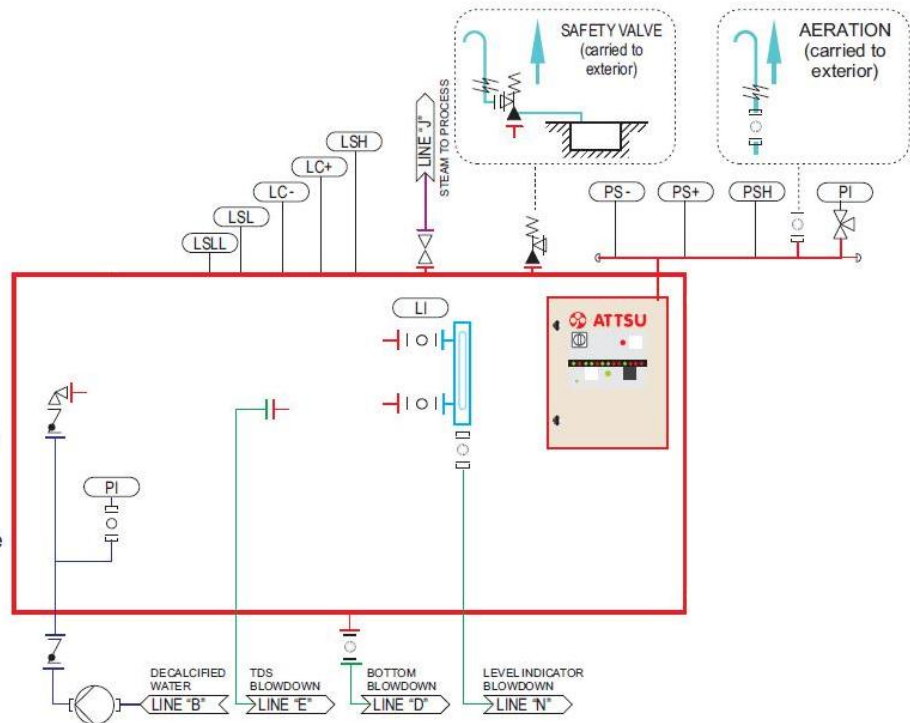 SAFETY VALVE
(carried to
exterior)
AERATION
(carried to
exterior)
LINE "J"
STEAM TO PROCESS
LSH
LC+
LC-
LSL
LSLL
PS -
PS+
PSH
PI
LI
ATTSU
PI
e
DECALCIFIED
WATER
LINE "B"
TDS
BLOWDOWN
LINE "E"
BOTTOM
BLOWDOWN
LINE "D"
LEVEL INDICATOR
BLOWDOWN
LINE "N"